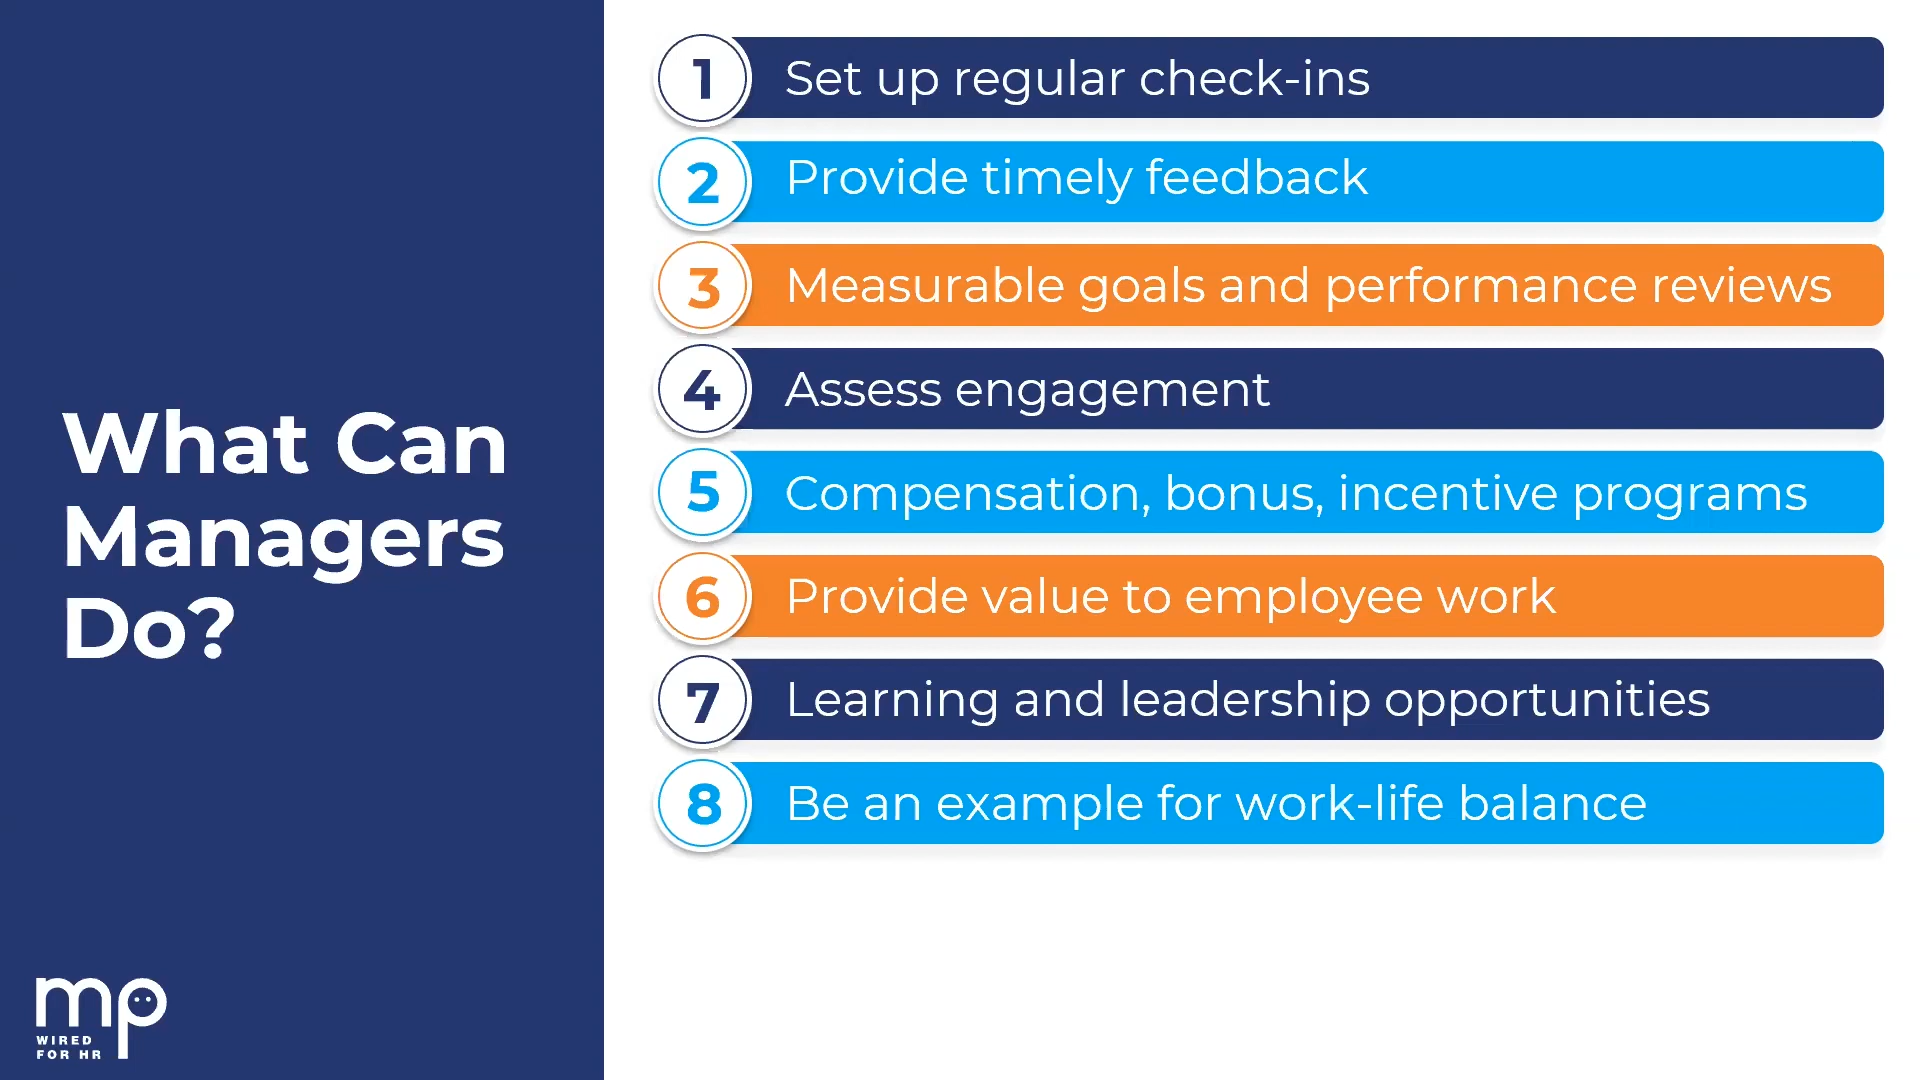 What Can
Managers
Do?
1 Set up regular check-ins
2 Provide timely feedback
3 Measurable goals and performance reviews
4 Assess engagement
5 Compensation, bonus, incentive programs
6 Provide value to employee work
7 Learning and leadership opportunities
8 Be an example for work-life balance
mp
WIRED
FOR HR